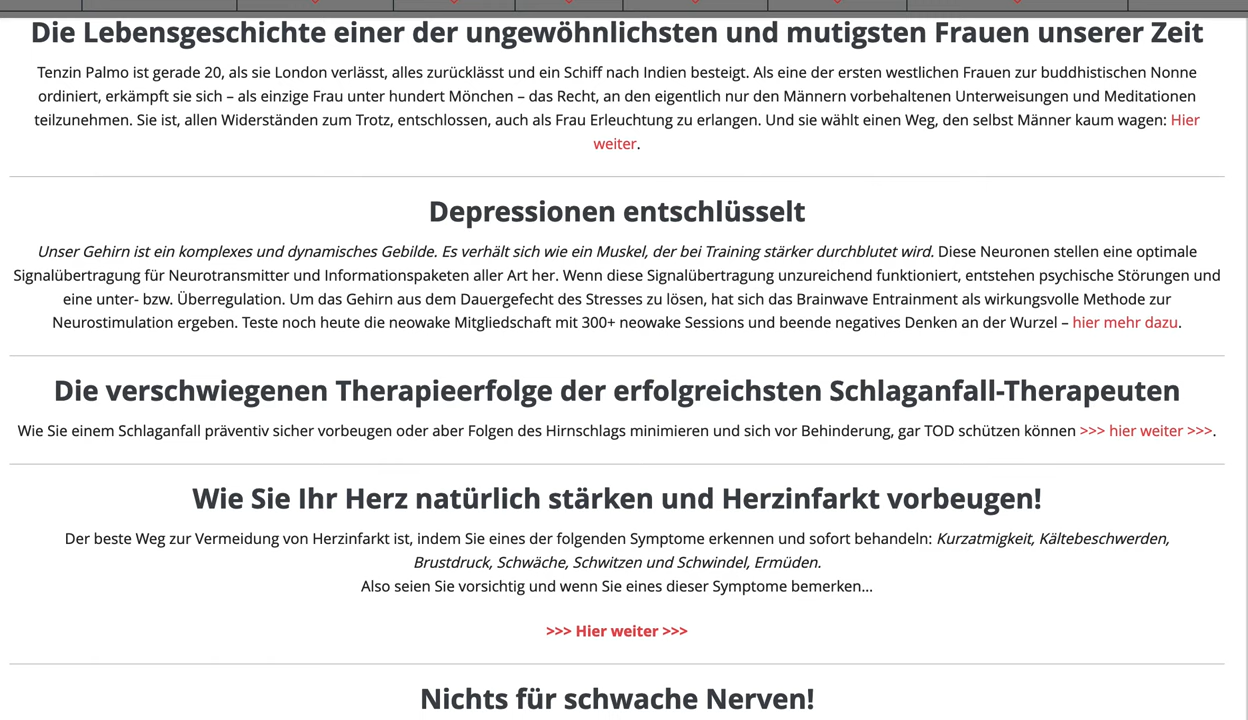 Die Lebensgeschichte einer der ungewöhnlichsten und mutigsten Frauen unserer Zeit
Tenzin Palmo ist gerade 20, als sie London verlässt, alles zurücklässt und ein Schiff nach Indien besteigt. Als eine der ersten westlichen Frauen zur buddhistischen Nonne
ordiniert, erkämpft sie sich – als einzige Frau unter hundert Mönchen – das Recht, an den eigentlich nur den Männern vorbehaltenen Unterweisungen und Meditationen
teilzunehmen. Sie ist, allen Widerständen zum Trotz, entschlossen, auch als Frau Erleuchtung zu erlangen. Und sie wählt einen Weg, den selbst Männer kaum wagen: Hier
weiter.
Depressionen entschlüsselt
Unser Gehirn ist ein komplexes und dynamisches Gebilde. Es verhält sich wie ein Muskel, der bei Training stärker durchblutet wird. Diese Neuronen stellen eine optimale
Signalübertragung für Neurotransmitter und Informationspaketen aller Art her. Wenn diese Signalübertragung unzureichend funktioniert, entstehen psychische Störungen und
eine unter- bzw. Überregulation. Um das Gehirn aus dem Dauergefecht des Stresses zu lösen, hat sich das Brainwave Entrainment als wirkungsvolle Methode zur
Neurostimulation ergeben. Teste noch heute die neowake Mitgliedschaft mit 300+ neowake Sessions und beende negatives Denken an der Wurzel – hier mehr dazu.
Die verschwiegenen Therapieerfolge der erfolgreichsten Schlaganfall-Therapeuten
Wie Sie einem Schlaganfall präventiv sicher vorbeugen oder aber Folgen des Hirnschlags minimieren und sich vor Behinderung, gar TOD schützen können >>> hier weiter >>>.
Wie Sie Ihr Herz natürlich stärken und Herzinfarkt vorbeugen!
Der beste Weg zur Vermeidung von Herzinfarkt ist, indem Sie eines der folgenden Symptome erkennen und sofort behandeln: Kurzatmigkeit, Kältebeschwerden,
Brustdruck, Schwäche, Schwitzen und Schwindel, Ermüden.
Also seien Sie vorsichtig und wenn Sie eines dieser Symptome bemerken...
>>> Hier weiter >>>
Nichts für schwache Nerven!